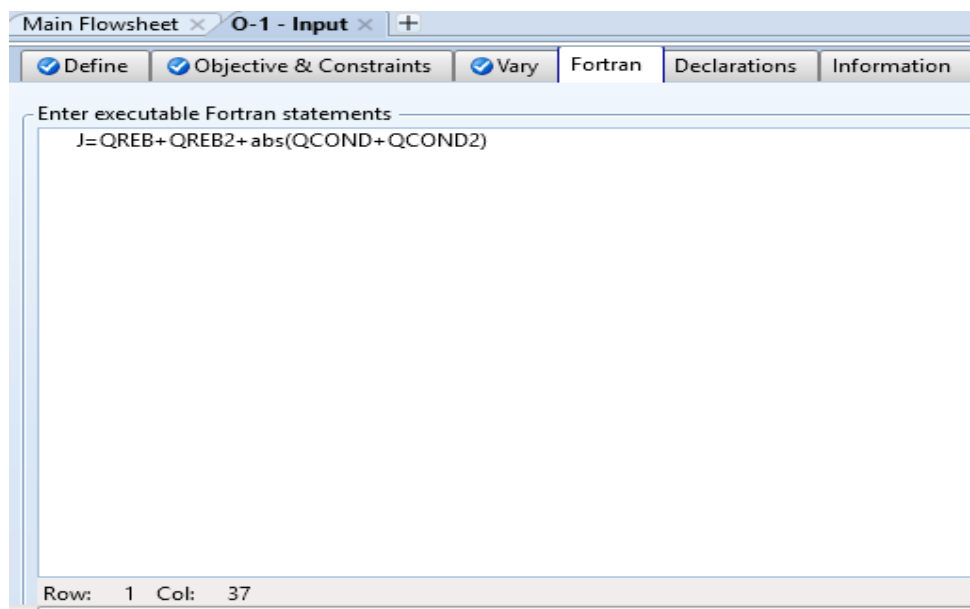 Main Flowsheet × O-1 - Input × +
Define Objective & Constraints Vary Fortran Declarations Information
Enter executable Fortran statements
J=QREB+QREB2+abs(QCOND+QCOND2)
Row: 1 Col: 37